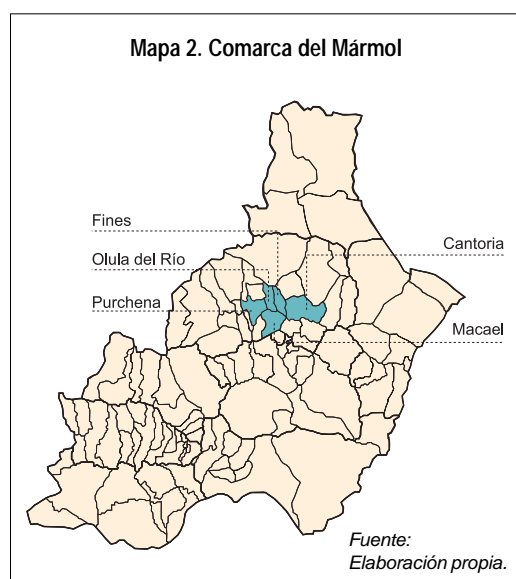 Mapa 2. Comarca del Mármol
Fines
Cantoria
Olula del Río
Purchena
Macael
Fuente:
Elaboración propia.